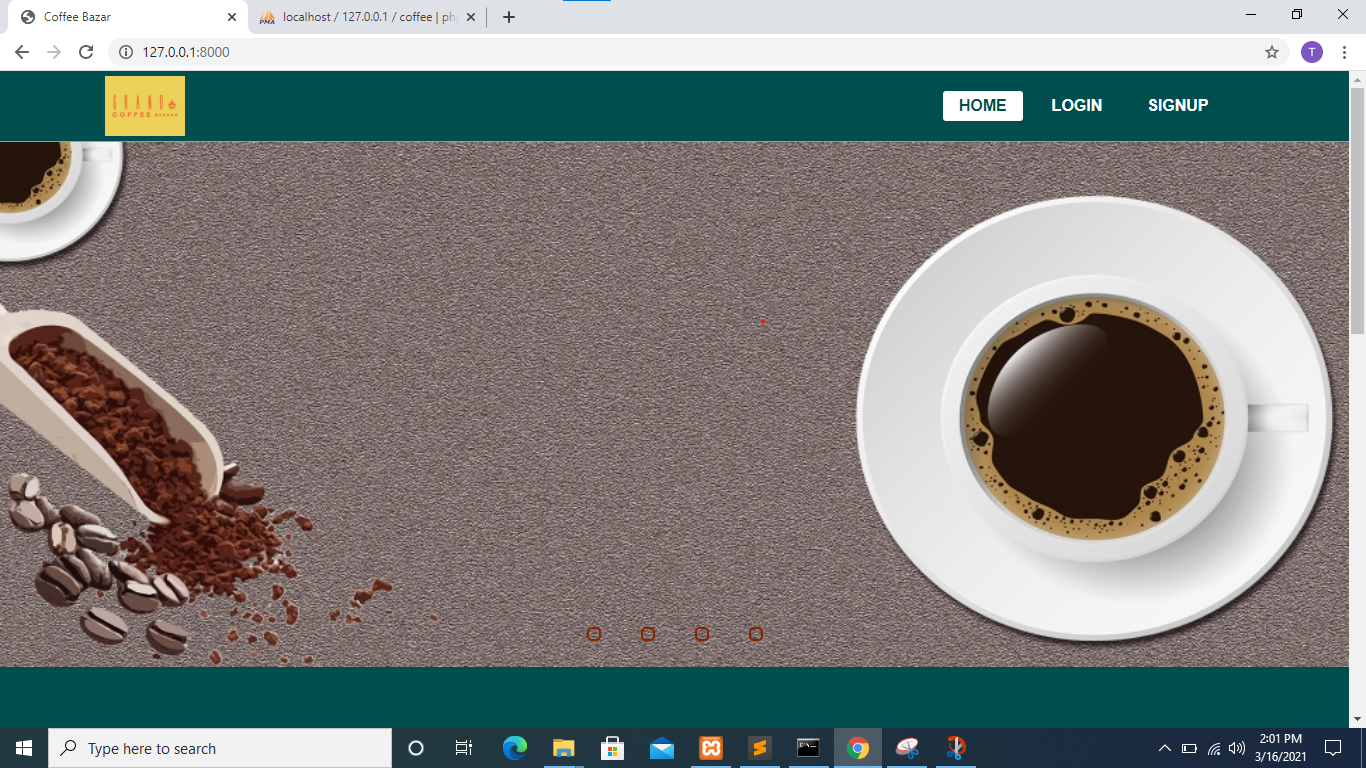 Coffee Bazar
localhost / 127.0.0.1 / coffee | ph
127.0.0.1:8000
T
GRAND
COFFEE BAZAAR
HOME LOGIN SIGNUP
Type here to search
2:01 PM
3/16/2021